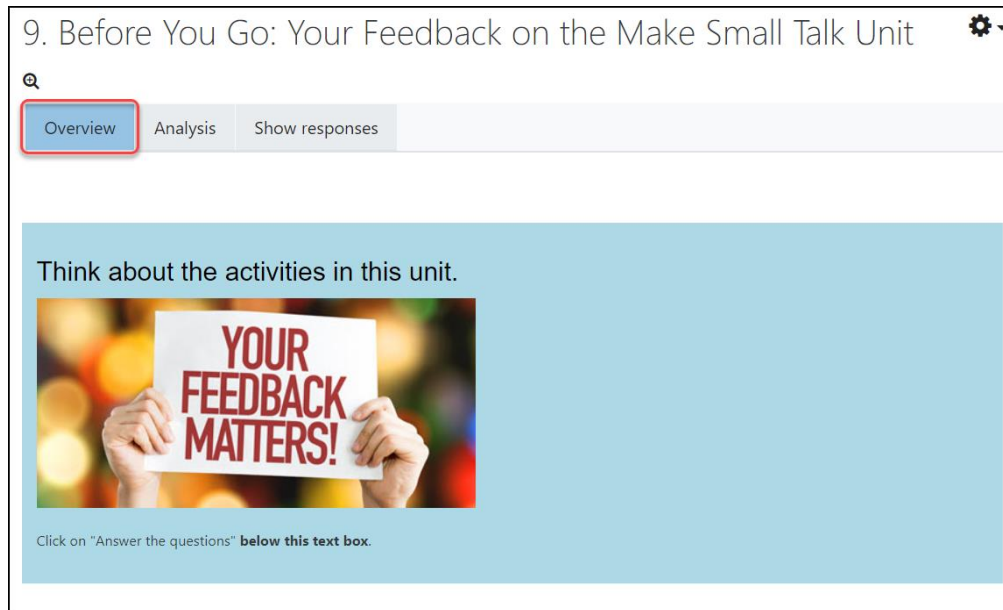 9. Before You Go: Your Feedback on the Make Small Talk Unit
Overview Analysis Show responses
Think about the activities in this unit.
YOUR
FEEDBACK
MATTERS!
Click on "Answer the questions" below this text box.